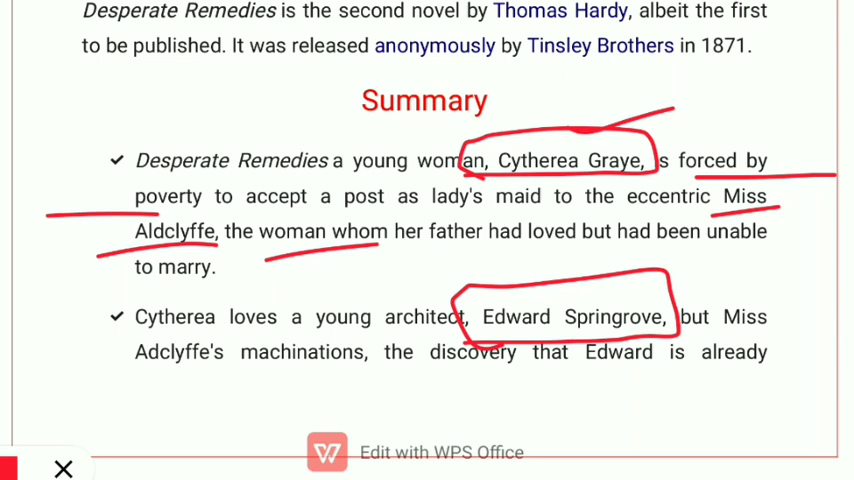 Desperate Remedies is the second novel by Thomas Hardy, albeit the first
to be published. It was released anonymously by Tinsley Brothers in 1871.
Summary
✔ Desperate Remedies a young woman, Cytherea Graye, is forced by
poverty to accept a post as lady's maid to the eccentric Miss
Aldclyffe, the woman whom her father had loved but had been unable
to marry.
✔ Cytherea loves a young architect, Edward Springrove, but Miss
Adclyffe's machinations, the discovery that Edward is already
Edit with WPS Office